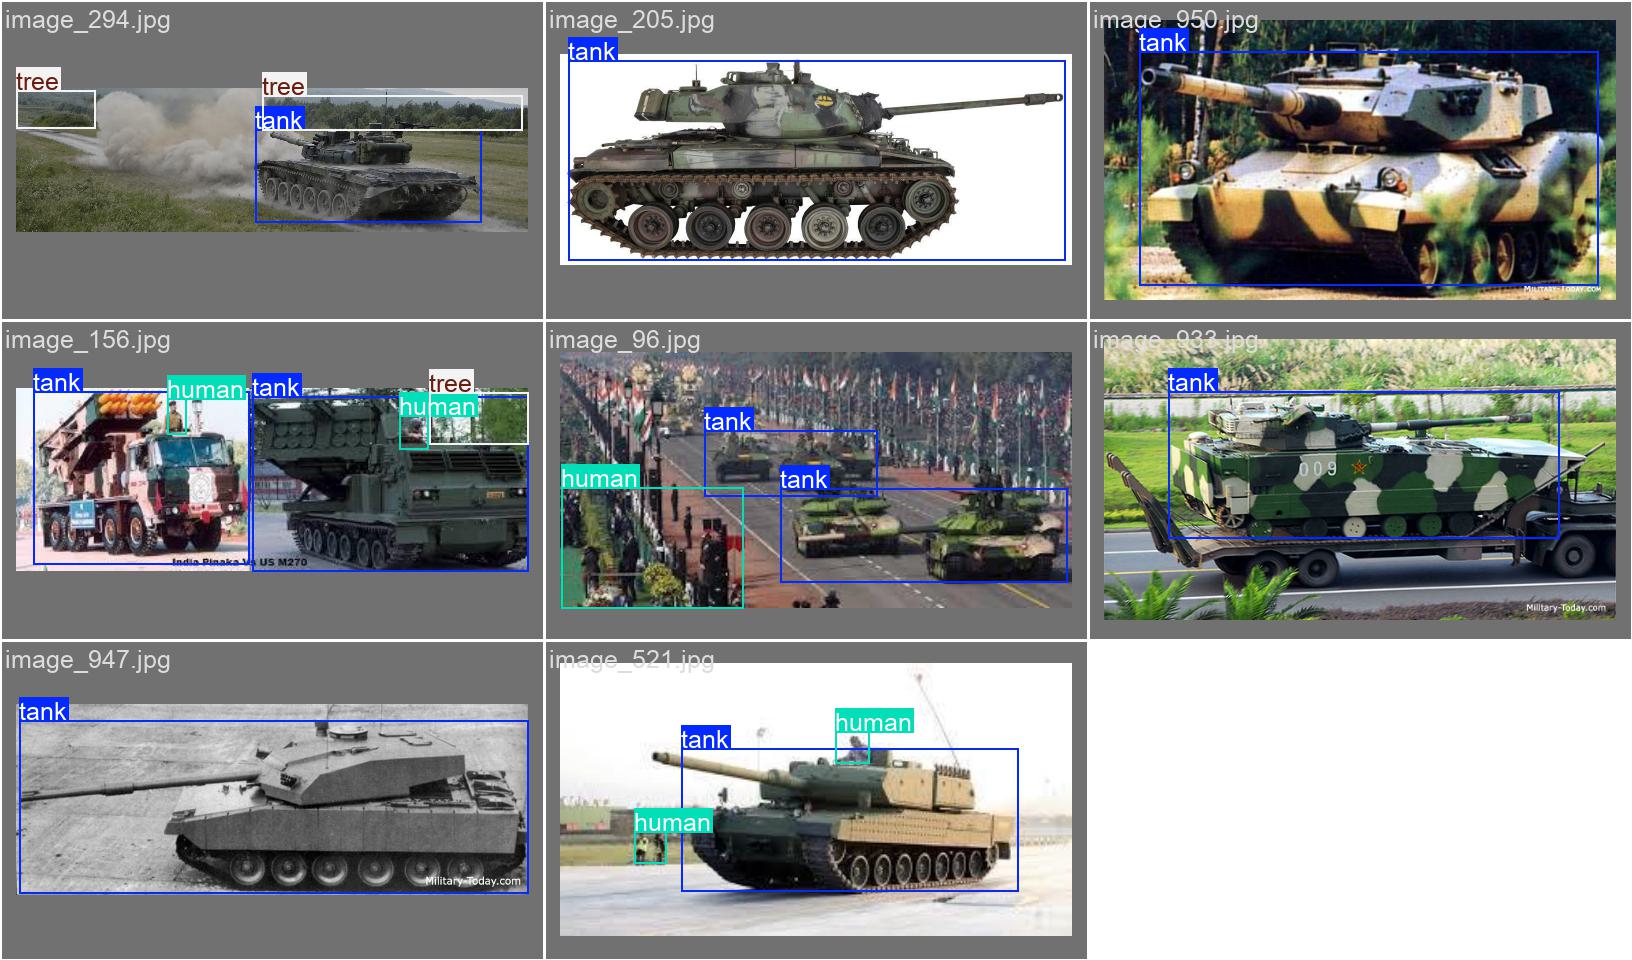 image_294.jpg
tree
tree
tank
image_205.jpg
tank
image_950.jpg
tank
Military-Today.com
image_156.jpg
tank
human
tank
human
tree
India Pinaka Vs US M270
image_96.jpg
tank
tank
human
image_933.jpg
tank
009
Military-Today.com
image_947.jpg
tank
Military-Today.com
image_521.jpg
human
tank
human